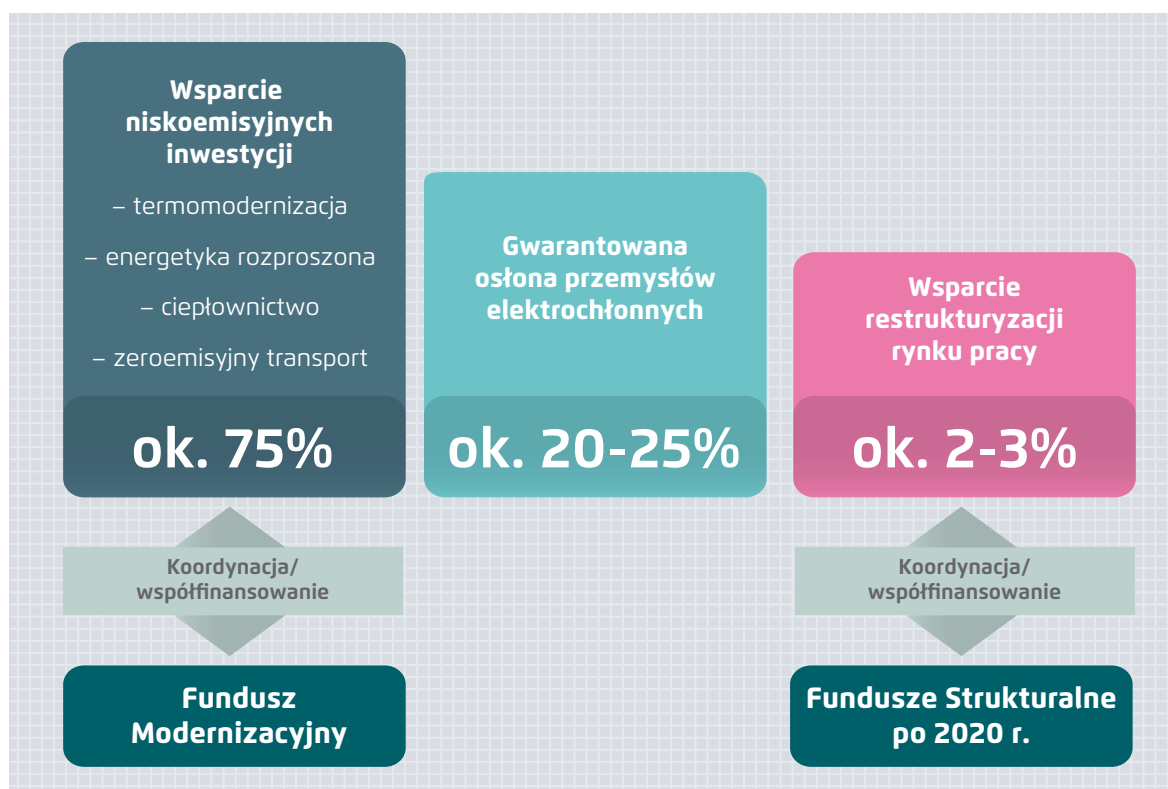 Wsparcie
niskoemisyjnych
inwestycji
– termomodernizacja
– energetyka rozproszona
– ciepłownictwo
– zeroemisyjny transport
ok. 75%
Gwarantowana
osłona przemysłów
elektrochłonnych
ok. 20-25%
Wsparcie
restrukturyzacji
rynku pracy
ok. 2-3%
Koordynacja/
współfinansowanie
Koordynacja/
współfinansowanie
Fundusz
Modernizacyjny
Fundusze Strukturalne
po 2020 r.